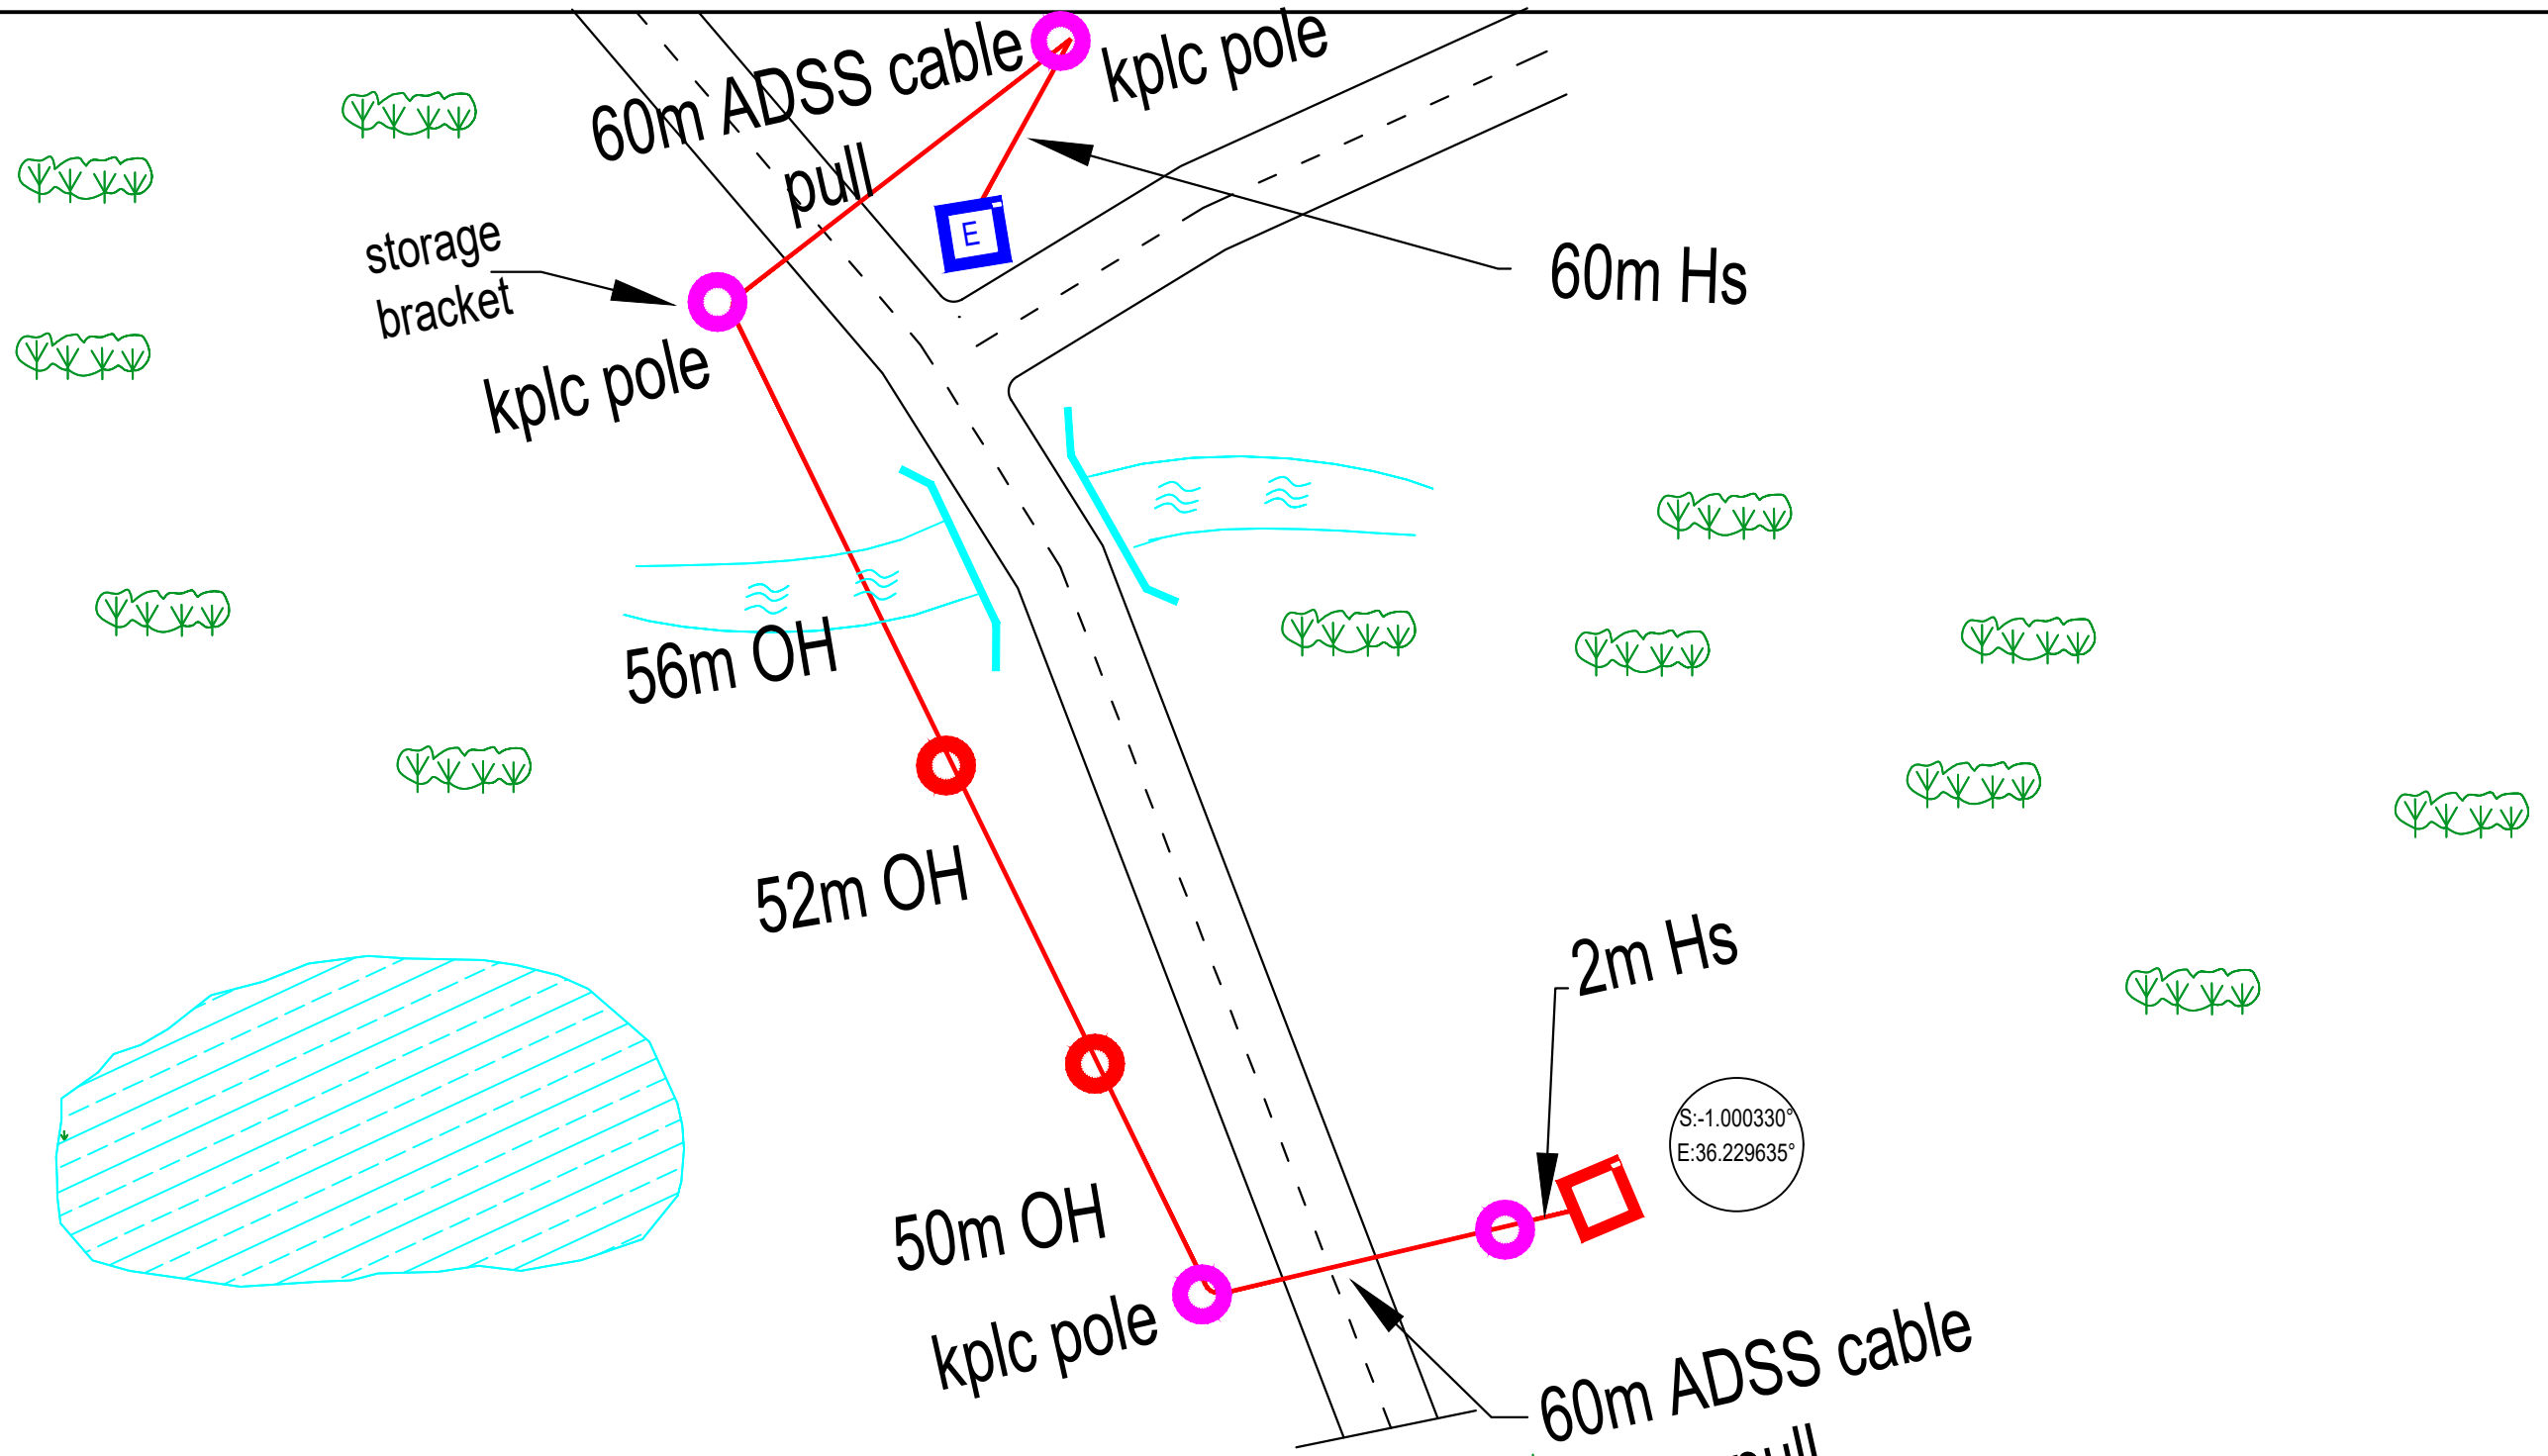 60m ADSS cable
pull
kplc pole
storage
bracket
E
60m Hs
kplc pole
56m OH
52m OH
2m Hs
S:-1.000330°
E:36.229635°
50m OH
kplc pole
60m ADSS cable
pull